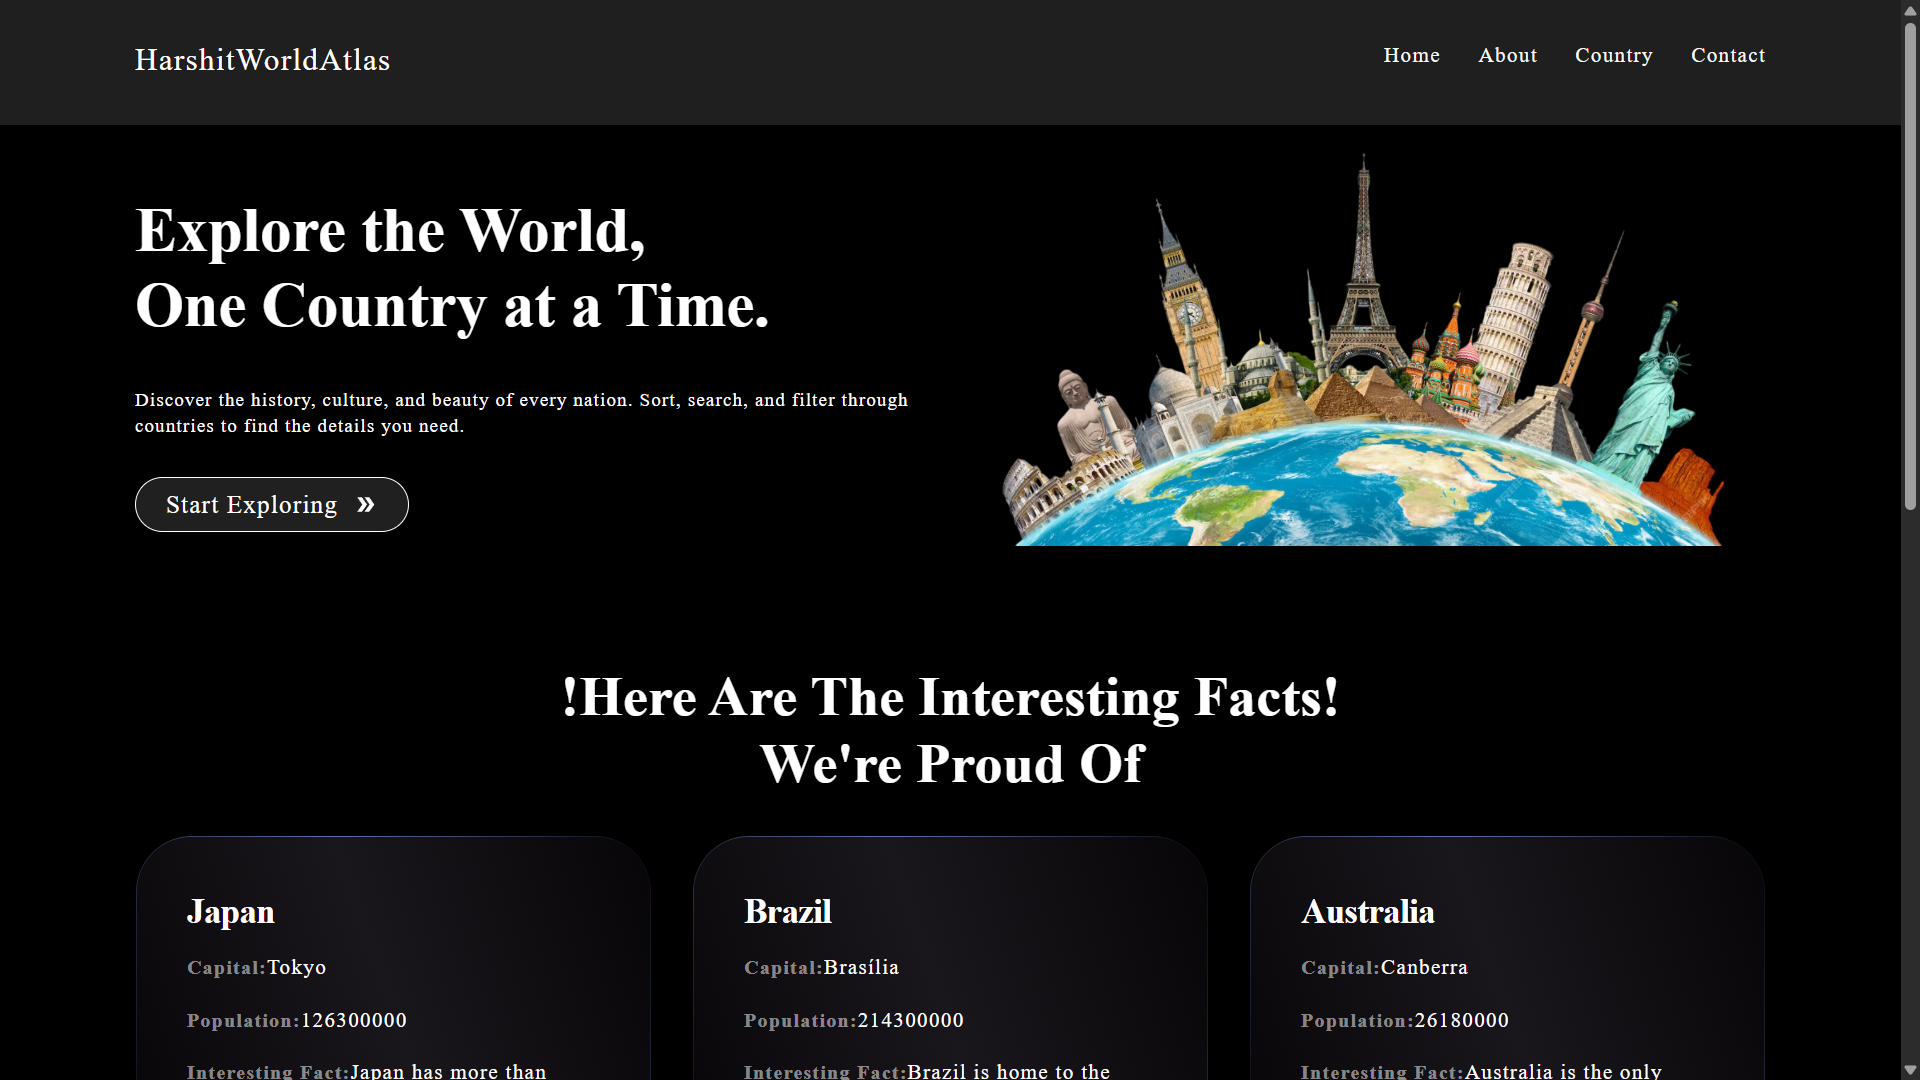 HarshitWorldAtlas
Home About Country Contact
Explore the World,
One Country at a Time.
Discover the history, culture, and beauty of every nation. Sort, search, and filter through
countries to find the details you need.
Start Exploring »
!Here Are The Interesting Facts!
We're Proud Of
Japan
Capital:Tokyo
Population:126300000
Interesting Fact:Japan has more than
Brazil
Capital:Brasília
Population:214300000
Interesting Fact:Brazil is home to the
Australia
Capital:Canberra
Population:26180000
Interesting Fact:Australia is the only